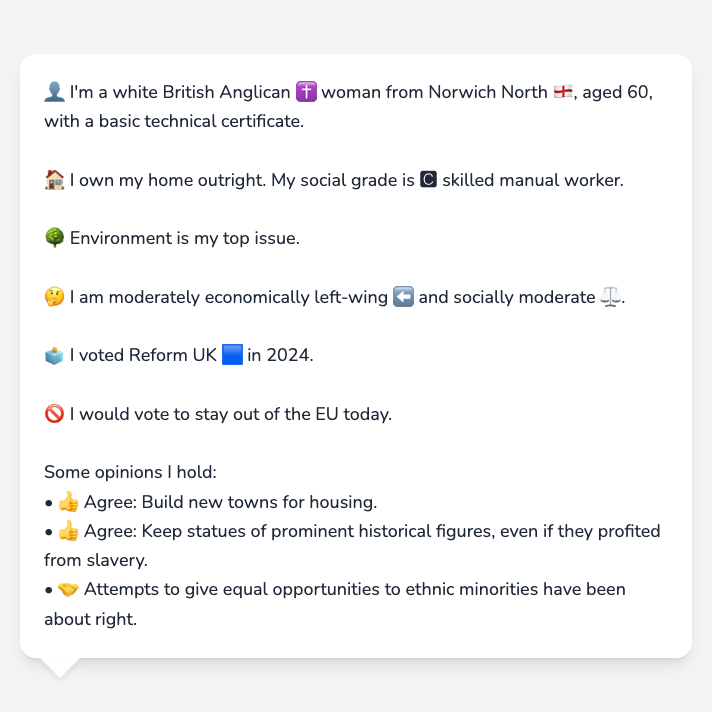 👤 I'm a white British Anglican ✝️ woman from Norwich North 🏴󠁧󠁢󠁥󠁮󠁧󠁿, aged 60,
with a basic technical certificate.
🏠 I own my home outright. My social grade is 🅲 skilled manual worker.
🌳 Environment is my top issue.
🤔 I am moderately economically left-wing ⬅️ and socially moderate ⚖️.
🗳️ I voted Reform UK 🟦 in 2024.
🚫 I would vote to stay out of the EU today.
Some opinions I hold:
• 👍 Agree: Build new towns for housing.
• 👍 Agree: Keep statues of prominent historical figures, even if they profited
from slavery.
• 🤝 Attempts to give equal opportunities to ethnic minorities have been
about right.